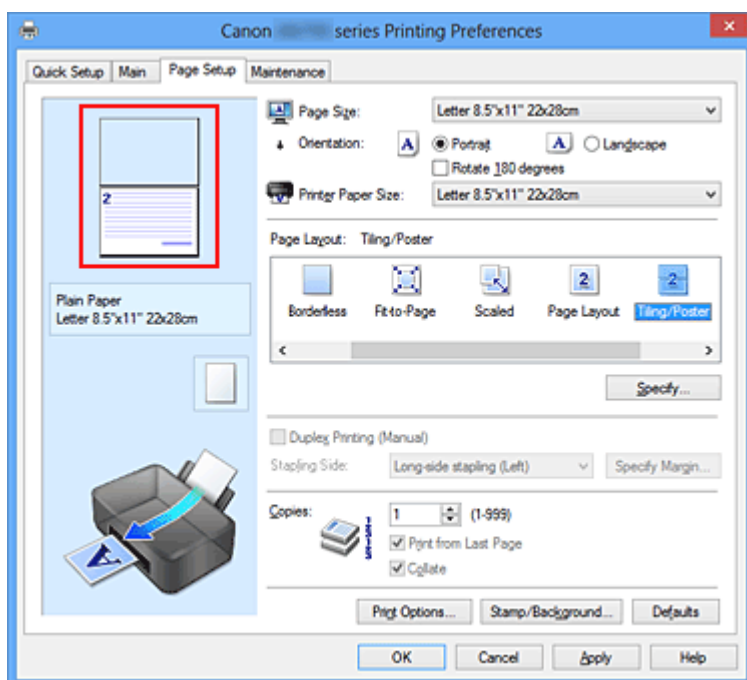 Canon series Printing Preferences
Quick Setup Main Page Setup Maintenance
Page Size: Letter 8.5"x11" 22x28cm
Orientation: A Portrait A Landscape
Rotate 180 degrees
Printer Paper Size: Letter 8.5"x11" 22x28cm
2
Plain Paper
Letter 8.5"x11" 22x28cm
Page Layout: Tiling/Poster
2 2
Borderless Fit-to-Page Scaled Page Layout Tiling/Poster
Specify...
Duplex Printing (Manual)
Stapling Side: Long-side stapling (Left) Specify Margin...
Copies: 1 (1-999)
Print from Last Page
Collate
A
Print Options... Stamp/Background... Defaults
OK Cancel Apply Help